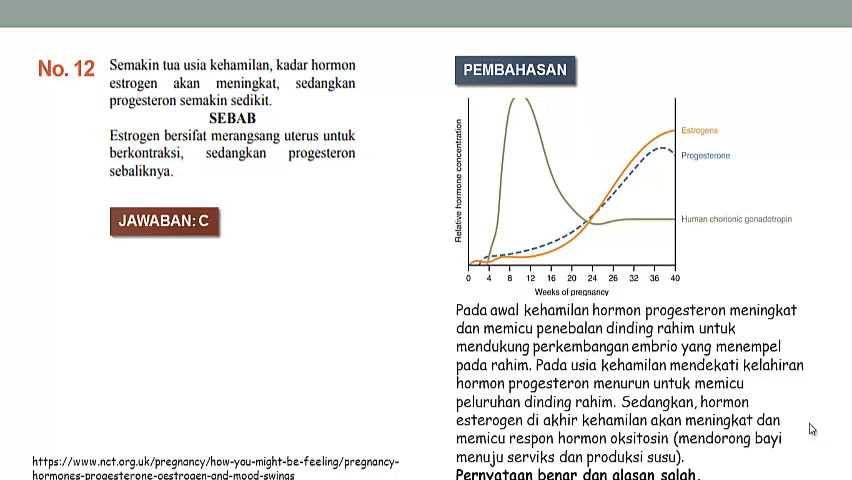 No. 12
Semakin tua usia kehamilan, kadar hormon
estrogen akan meningkat, sedangkan
progesteron semakin sedikit.
SEBAB
Estrogen bersifat merangsang uterus untuk
berkontraksi, sedangkan progesteron
sebaliknya.
JAWABAN: C
https://www.nct.org.uk/pregnancy/how-you-might-be-feeling/pregnancy-
hormones-progesterone-oestrogen-and-mood-swings
PEMBAHASAN
Relative hormone concentration
Estrogens
Progesterone
Human chorionic gonadotropin
0 4 8 12 16 20 24 26 32 36 40
Weeks of pregnancy
Pada awal kehamilan hormon progesteron meningkat
dan memicu penebalan dinding rahim untuk
mendukung perkembangan embrio yang menempel
pada rahim. Pada usia kehamilan mendekati kelahiran
hormon progesteron menurun untuk memicu
peluruhan dinding rahim. Sedangkan, hormon
esterogen di akhir kehamilan akan meningkat dan
memicu respon hormon oksitosin (mendorong bayi
menuju serviks dan produksi susu).
Pernyataan benar dan alasan salah.